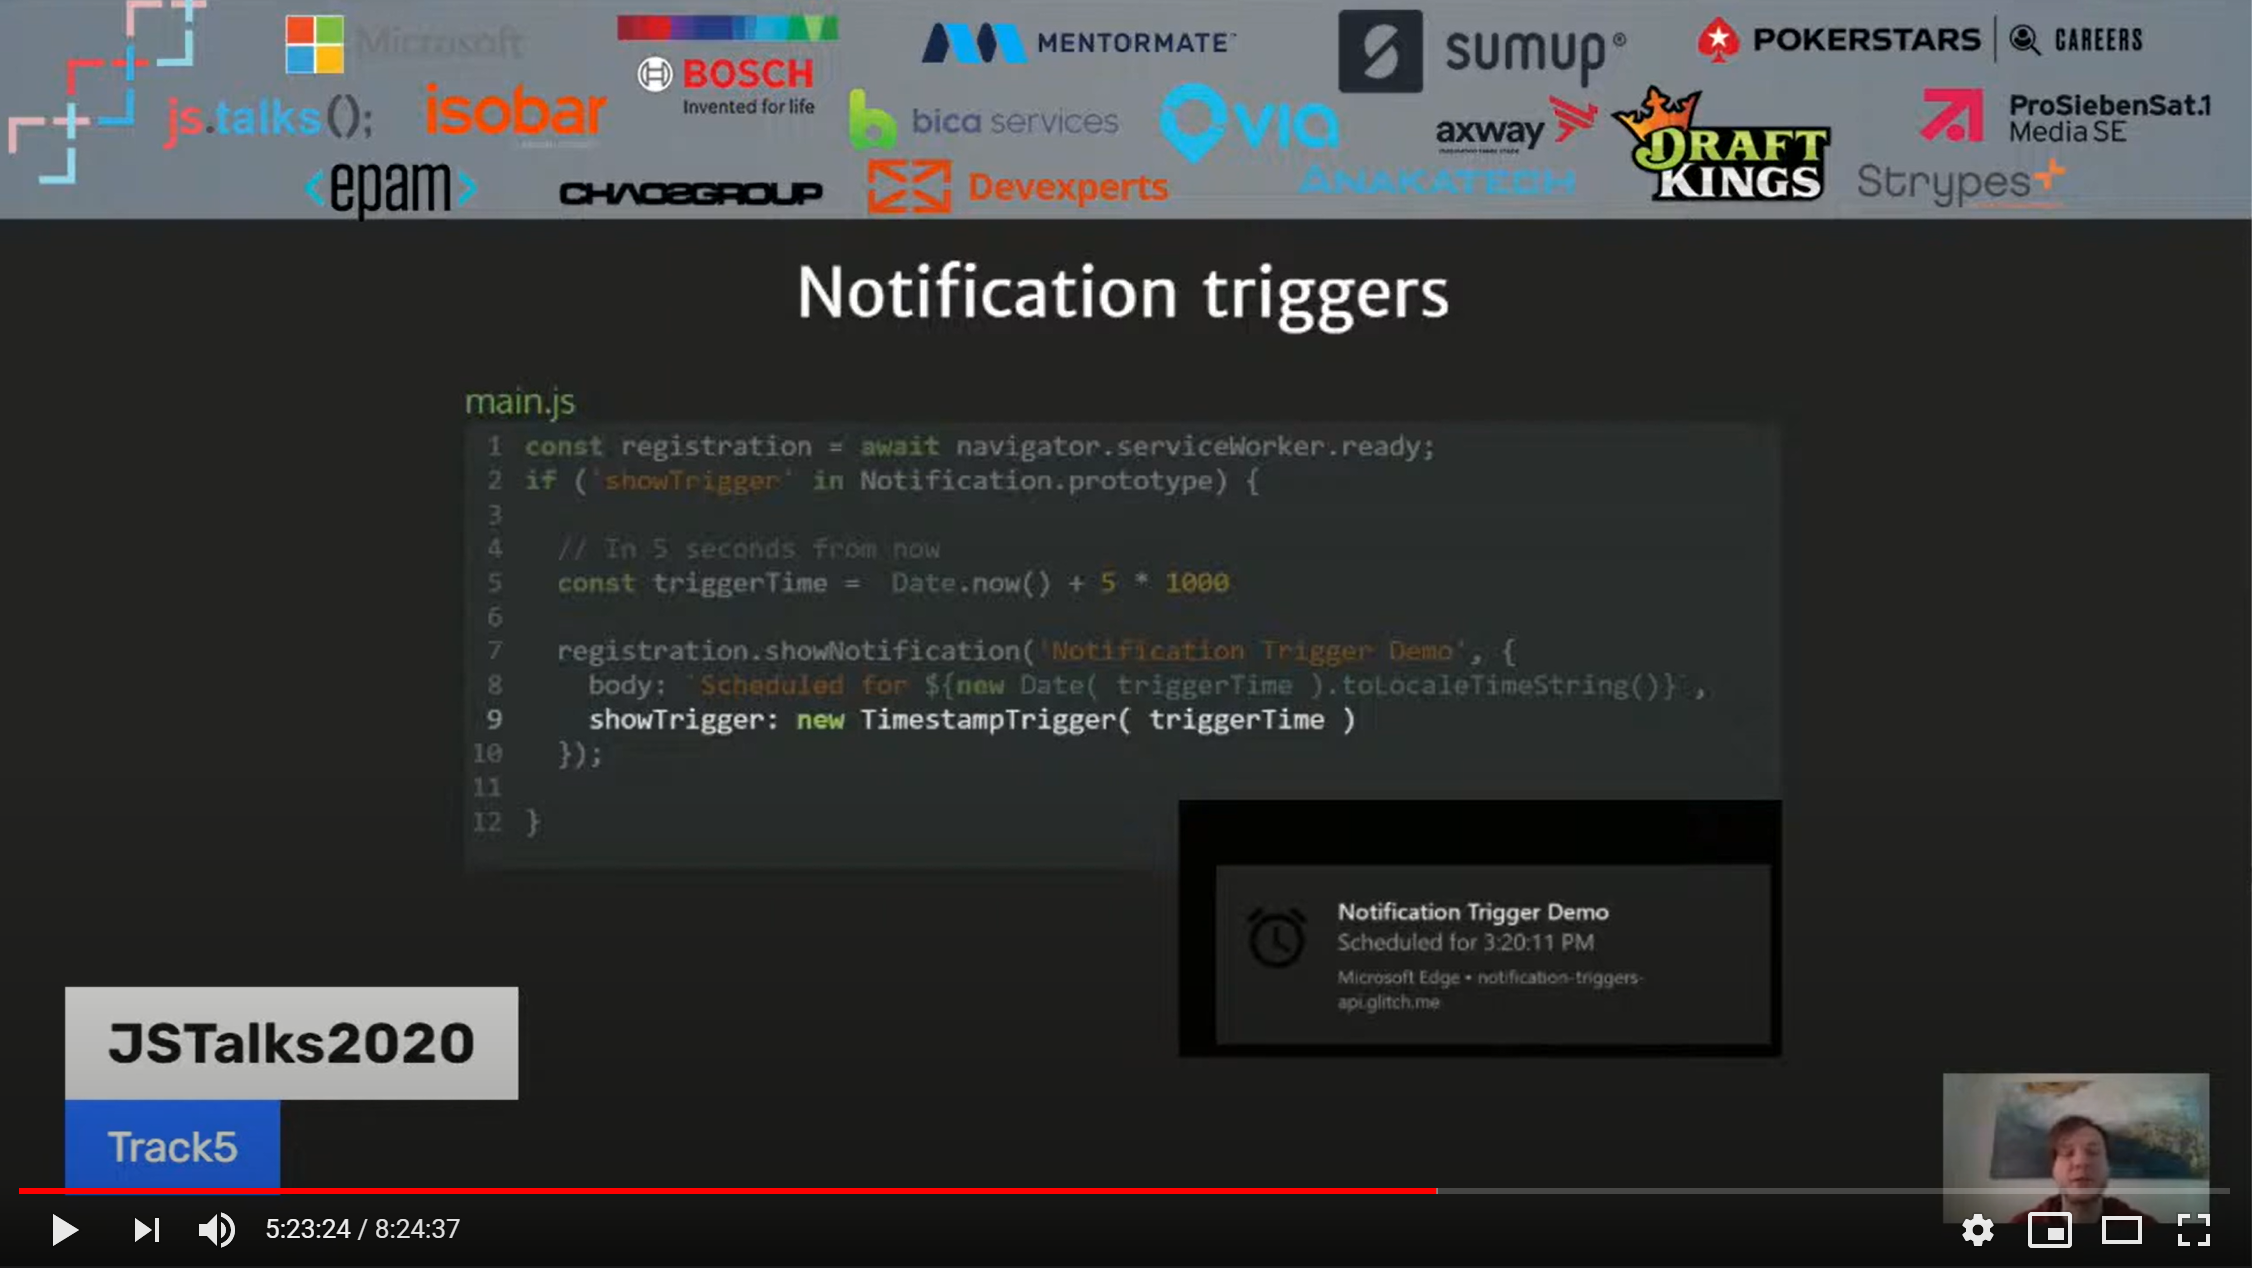 Microsoft
BOSCH
Invented for life
MENTORMATE
sumup®
POKERSTARS | CAREERS
js.talks();
isobar
bica services
via
axway
DRAFT
KINGS
ProSiebenSat.1
Media SE
<epam>
CHAOSGROUP
Devexperts
ANAKATECH
Strypes+
Notification triggers
main.js
1 const registration = await navigator.serviceWorker.ready;
2 if ('showTrigger' in Notification.prototype) {
3
4 // In 5 seconds from now
5 const triggerTime =  Date.now() + 5 * 1000
6
7 registration.showNotification('Notification Trigger Demo', {
8 body: `Scheduled for ${new Date( triggerTime ).toLocaleTimeString()}`,
9 showTrigger: new TimestampTrigger( triggerTime )
10 });
11
12 }
Notification Trigger Demo
Scheduled for 3:20:11 PM
Microsoft Edge • notification-triggers-
api.glitch.me
JSTalks2020
Track5
5:23:24 / 8:24:37